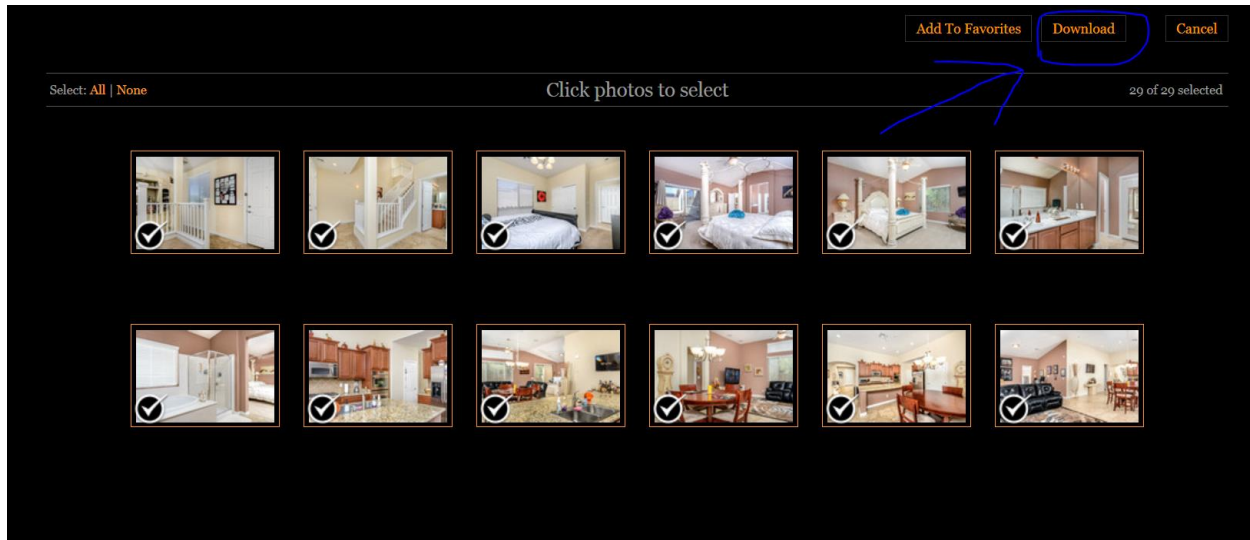 Add To Favorites Download Cancel
Select: All | None Click photos to select 29 of 29 selected